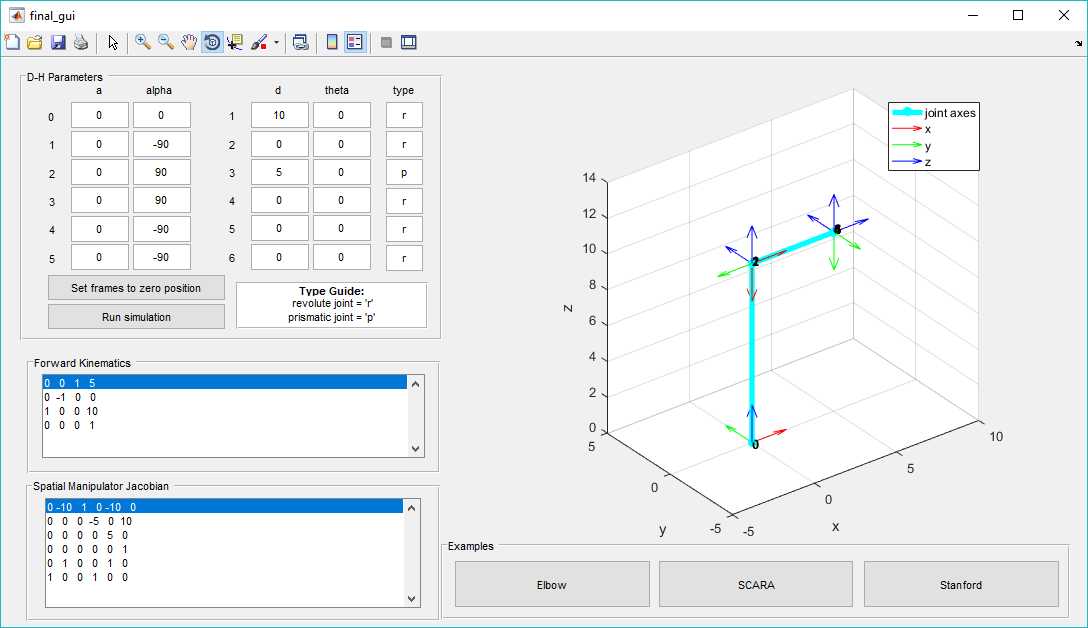 final_gui
D-H Parameters
a alpha d theta type
0 0 0 1 10 0 r
1 0 -90 2 0 0 r
2 0 90 3 5 0 p
3 0 90 4 0 0 r
4 0 -90 5 0 0 r
5 0 -90 6 0 0 r
Set frames to zero position
Run simulation
Type Guide:
revolute joint = 'r'
prismatic joint = 'p'
Forward Kinematics
0 0 1 5
0 -1 0 0
1 0 0 10
0 0 0 1
Spatial Manipulator Jacobian
0 -10 1 0 -10 0
0 0 0 -5 0 10
0 0 0 0 5 0
0 0 0 0 0 1
0 1 0 0 1 0
1 0 0 1 0 0
joint axes
x
y
z
14
12
10
8
6
4
2
0
z
5
0
-5
y
-5
0
5
10
x
2
0
Examples
Elbow
SCARA
Stanford